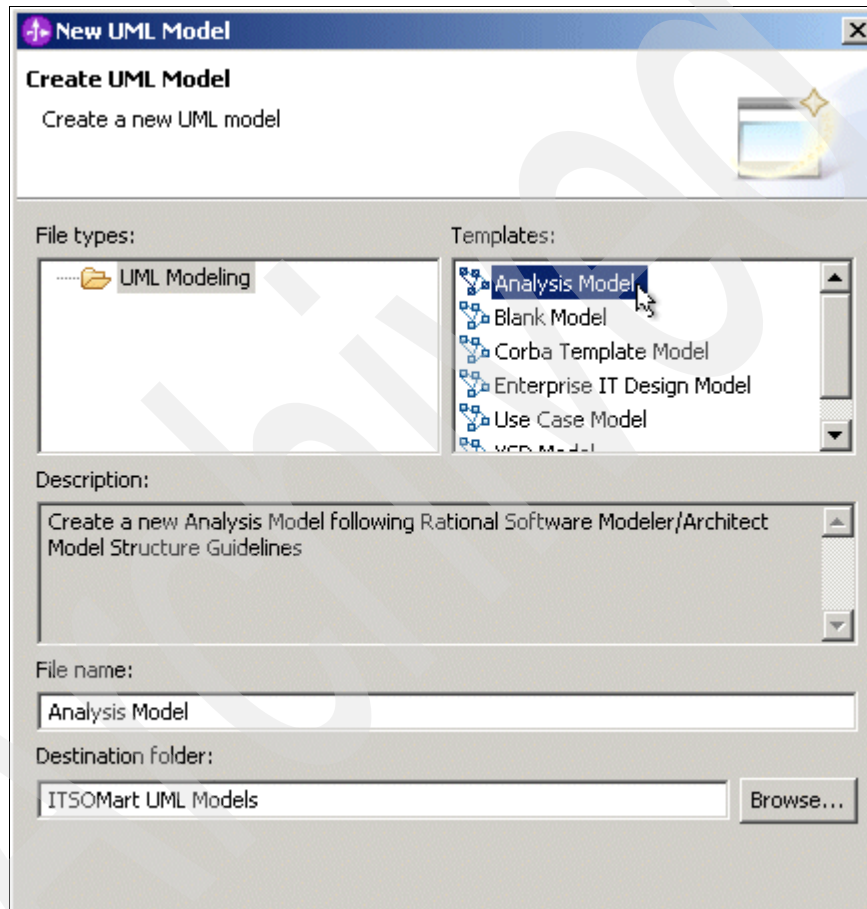 New UML Model
Create UML Model
Create a new UML model
File types:
Templates:
UML Modeling
Analysis Model
Blank Model
Corba Template Model
Enterprise IT Design Model
Use Case Model
Description:
Create a new Analysis Model following Rational Software Modeler/Architect
Model Structure Guidelines
File name:
Analysis Model
Destination folder:
ITSOMart UML Models
Browse...